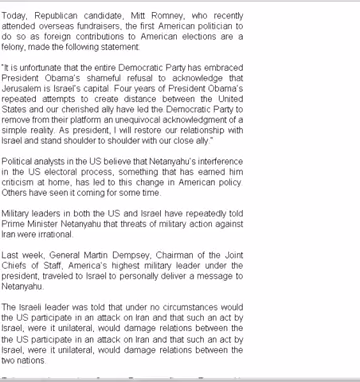 Today, Republican candidate, Mitt Romney, who recently
attended overseas fundraisers, the first American politician to
do so as foreign contributions to American elections are a
felony, made the following statement:
"It is unfortunate that the entire Democratic Party has embraced
President Obama's shameful refusal to acknowledge that
Jerusalem is Israel's capital. Four years of President Obama's
repeated attempts to create distance between the United
States and our cherished ally have led the Democratic Party to
remove from their platform an unequivocal acknowledgment of a
simple reality. As president, I will restore our relationship with
Israel and stand shoulder to shoulder with our close ally."
Political analysts in the US believe that Netanyahu's interference
in the US electoral process, something that has earned him
criticism at home, has led to this change in American policy.
Others have seen it coming for some time.
Military leaders in both the US and Israel have repeatedly told
Prime Minister Netanyahu that threats of military action against
Iran were irrational.
Last week, General Martin Dempsey, Chairman of the Joint
Chiefs of Staff, America's highest military leader under the
president, traveled to Israel to personally deliver a message to
Netanyahu.
The Israeli leader was told that under no circumstances would
the US participate in an attack on Iran and that such an act by
Israel, were it unilateral, would damage relations between the
the US participate in an attack on Iran and that such an act by
Israel, were it unilateral, would damage relations between the
two nations.